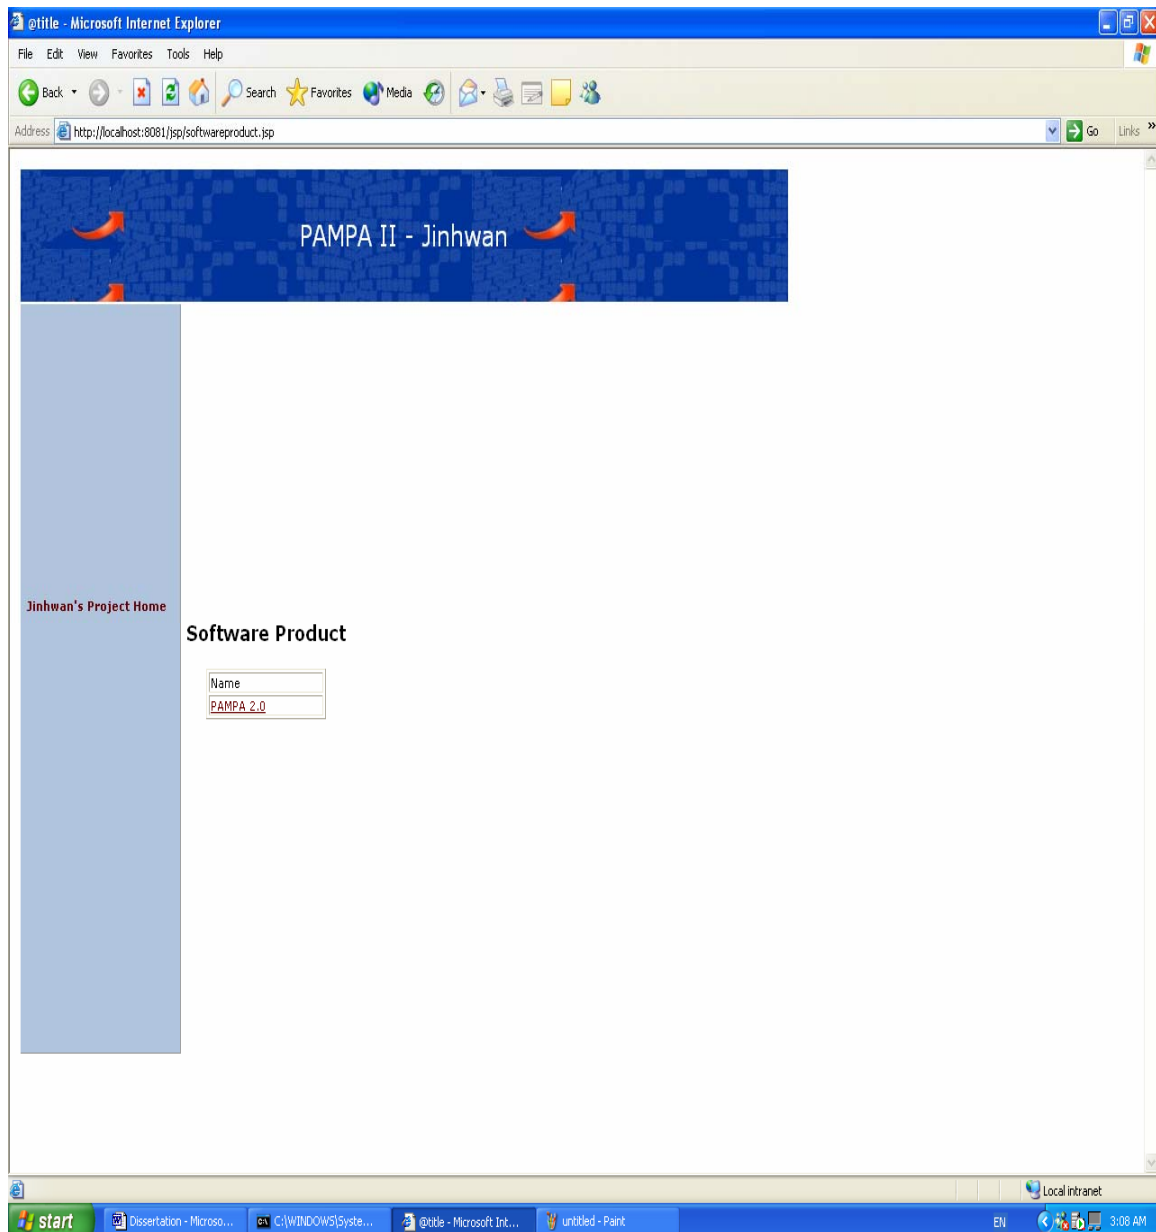 @title - Microsoft Internet Explorer
File Edit View Favorites Tools Help
Back Search Favorites Media
Address http://localhost:8081/jsp/softwareproduct.jsp Go Links »
PAMPA II - Jinhwan
Jinhwan's Project Home
Software Product
Name
PAMPA 2.0
Local intranet
start Dissertation - Microso... C:\WINDOWS\Syste... @title - Microsoft Int... untitled - Paint EN 3:08 AM